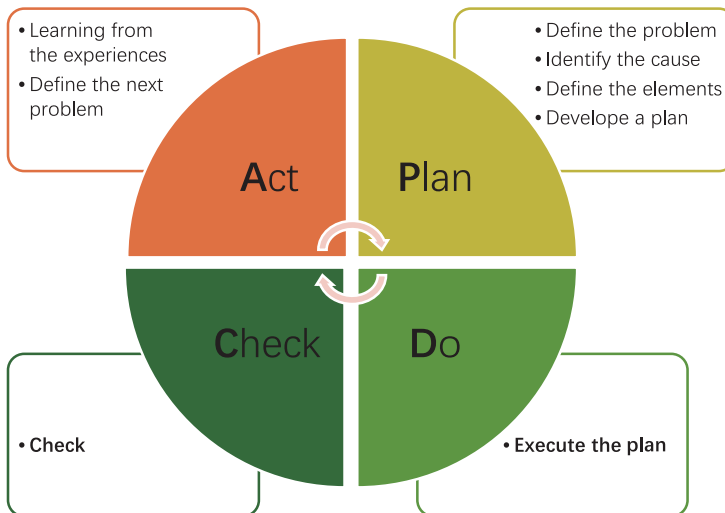 • Learning from
the experiences
• Define the next
problem
• Define the problem
• Identify the cause
• Define the elements
• Develope a plan
Act
Plan
Check
Do
• Check
• Execute the plan